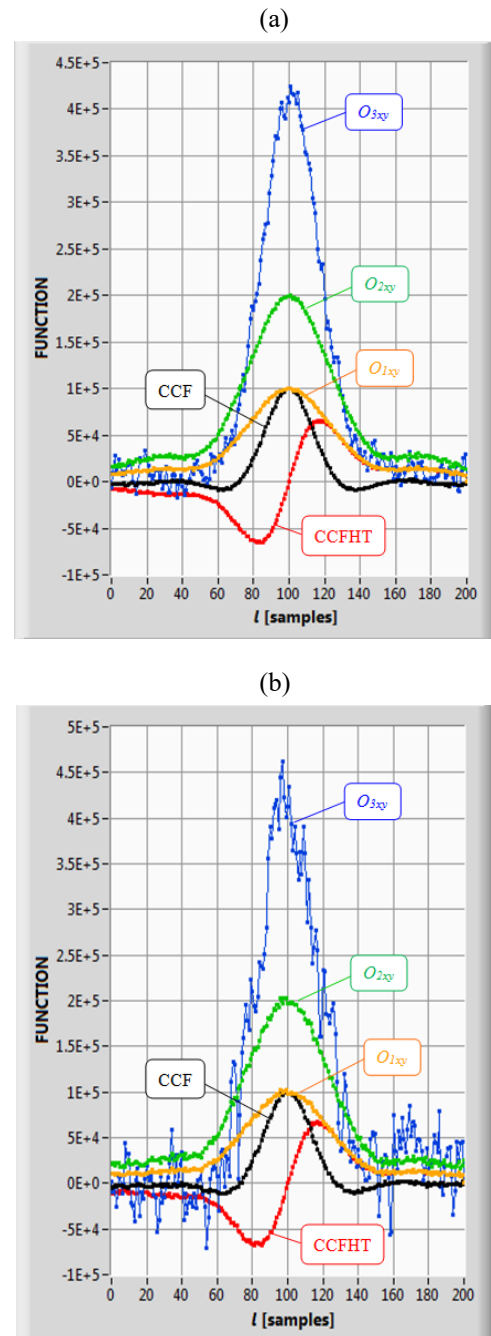 (a)
4.5E+5
4E+5
3.5E+5
3E+5
2.5E+5
2E+5
1.5E+5
1E+5
5E+4
0E+0
-5E+4
-1E+5
FUNCTION
O3xy
O2xy
O1xy
CCF
CCFHT
0 20 40 60 80 100 120 140 160 180 200
l [samples]
(b)
5E+5
4.5E+5
4E+5
3.5E+5
3E+5
2.5E+5
2E+5
1.5E+5
1E+5
5E+4
0E+0
-5E+4
-1E+5
FUNCTION
O3xy
O2xy
O1xy
CCF
CCFHT
0 20 40 60 80 100 120 140 160 180 200
l [samples]